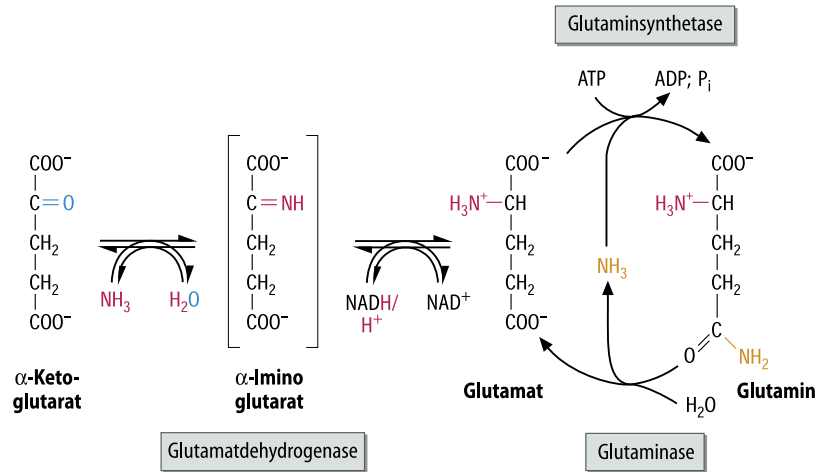 Glutaminsynthetase
ATP
ADP; Pi
COO⁻
C=O
CH2
CH2
COO⁻
α-Keto-
glutarat
NH3
H2O
COO⁻
C=NH
CH2
CH2
COO⁻
α-Imino
glutarat
NADH/
H⁺
NAD⁺
COO⁻
H3N⁺–CH
CH2
CH2
COO⁻
Glutamat
NH3
COO⁻
H3N⁺–CH
CH2
CH2
C
O
NH2
Glutamin
H2O
Glutamatdehydrogenase
Glutaminase